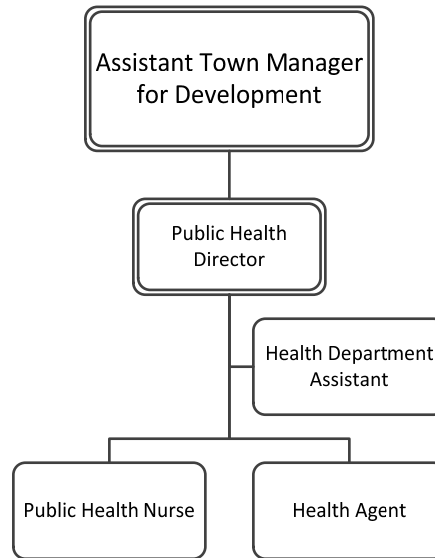 Assistant Town Manager
for Development
Public Health
Director
Health Department
Assistant
Public Health Nurse
Health Agent